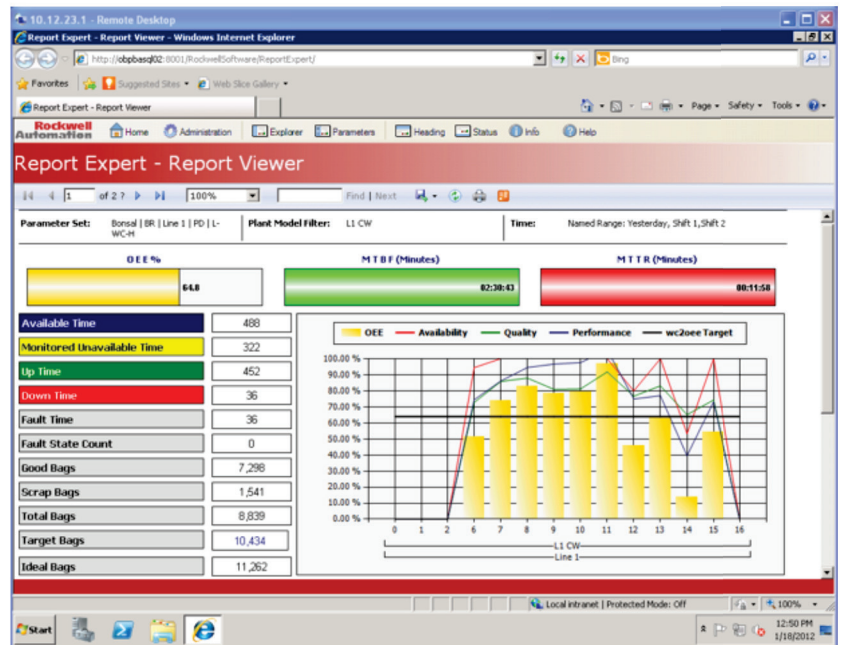 10.12.23.1 - Remote Desktop
Report Expert - Report Viewer - Windows Internet Explorer
http://obpbasql02:8001/RockwellSoftware/ReportExpert/
Bing
Favorites Suggested Sites Web Slice Gallery
Report Expert - Report Viewer
Page Safety Tools
Rockwell Automation Home Administration Explorer Parameters Heading Status Info Help
Report Expert - Report Viewer
1 of 2 ? 100% Find | Next
Parameter Set: Bonsal | BR | Line 1 | PD | L-WC-H
Plant Model Filter: L1 CW
Time: Named Range: Yesterday, Shift 1,Shift 2
OEE %
64.8
MTBF (Minutes)
02:30:43
MTTR (Minutes)
00:11:58
Available Time 488
Monitored Unavailable Time 322
Up Time 452
Down Time 36
Fault Time 36
Fault State Count 0
Good Bags 7,298
Scrap Bags 1,541
Total Bags 8,839
Target Bags 10,434
Ideal Bags 11,262
OEE Availability Quality Performance wc2oee Target
100.00 %
90.00 %
80.00 %
70.00 %
60.00 %
50.00 %
40.00 %
30.00 %
20.00 %
10.00 %
0.00 %
0 1 2 6 7 8 9 10 11 12 13 14 15 16
L1 CW
Line 1
Local intranet | Protected Mode: Off 100%
Start
12:50 PM
1/18/2012